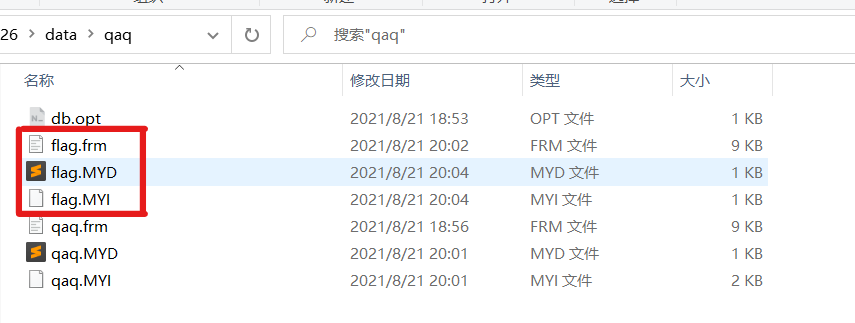 26 > data > qaq
搜索"qaq"
名称 修改日期 类型 大小
db.opt 2021/8/21 18:53 OPT 文件 1 KB
flag.frm 2021/8/21 20:02 FRM 文件 9 KB
flag.MYD 2021/8/21 20:04 MYD 文件 1 KB
flag.MYI 2021/8/21 20:04 MYI 文件 1 KB
qaq.frm 2021/8/21 18:56 FRM 文件 9 KB
qaq.MYD 2021/8/21 20:01 MYD 文件 1 KB
qaq.MYI 2021/8/21 20:01 MYI 文件 2 KB